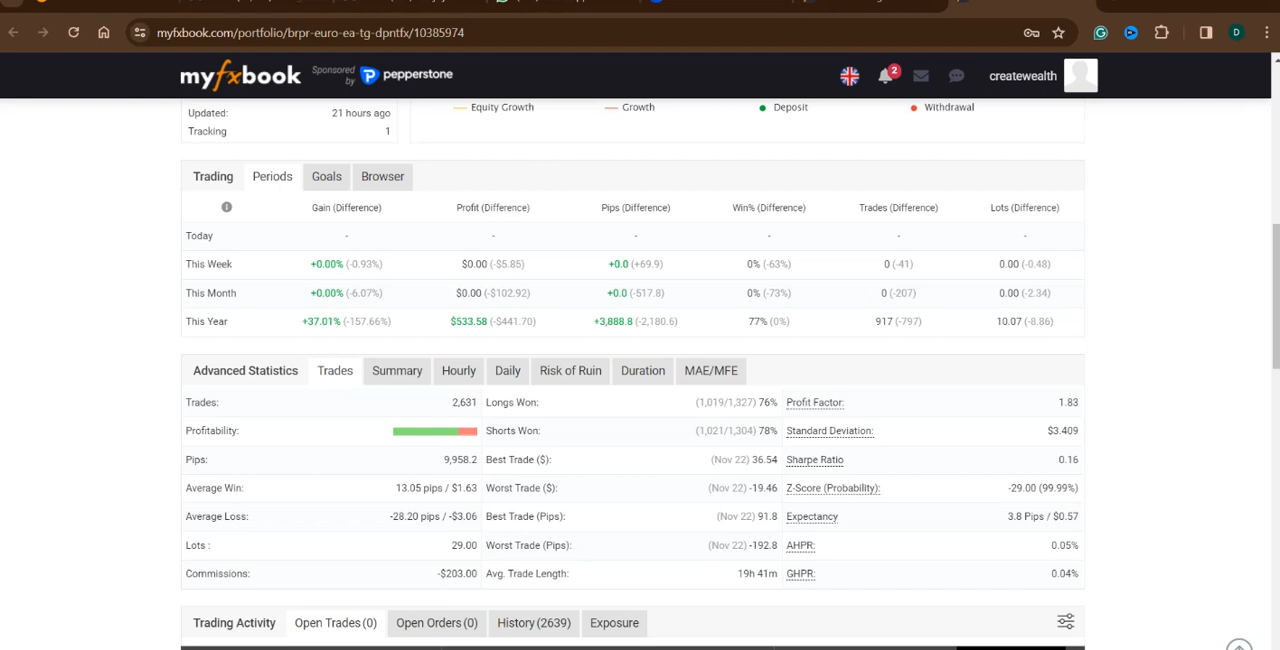 myfxbook.com/portfolio/brpr-euro-ea-tg-dpntfx/10385974
D
myfxbook Sponsored by pepperstone
2
createwealth
Updated: 21 hours ago
Tracking 1
Equity Growth Growth Deposit Withdrawal
Trading Periods Goals Browser
Gain (Difference) Profit (Difference) Pips (Difference) Win% (Difference) Trades (Difference) Lots (Difference)
Today - - - - - -
This Week +0.00% (-0.93%) $0.00 (-$5.85) +0.0 (+69.9) 0% (-63%) 0 (-41) 0.00 (-0.48)
This Month +0.00% (-6.07%) $0.00 (-$102.92) +0.0 (-517.8) 0% (-73%) 0 (-207) 0.00 (-2.34)
This Year +37.01% (-157.66%) $533.58 (-$441.70) +3,888.8 (-2,180.6) 77% (0%) 917 (-797) 10.07 (-8.86)
Advanced Statistics Trades Summary Hourly Daily Risk of Ruin Duration MAE/MFE
Trades: 2,631 Longs Won: (1,019/1,327) 76% Profit Factor: 1.83
Profitability: Shorts Won: (1,021/1,304) 78% Standard Deviation: $3.409
Pips: 9,958.2 Best Trade ($): (Nov 22) 36.54 Sharpe Ratio 0.16
Average Win: 13.05 pips / $1.63 Worst Trade ($): (Nov 22) -19.46 Z-Score (Probability): -29.00 (99.99%)
Average Loss: -28.20 pips / -$3.06 Best Trade (Pips): (Nov 22) 91.8 Expectancy 3.8 Pips / $0.57
Lots : 29.00 Worst Trade (Pips): (Nov 22) -192.8 AHPR: 0.05%
Commissions: -$203.00 Avg. Trade Length: 19h 41m GHPR: 0.04%
Trading Activity Open Trades (0) Open Orders (0) History (2639) Exposure